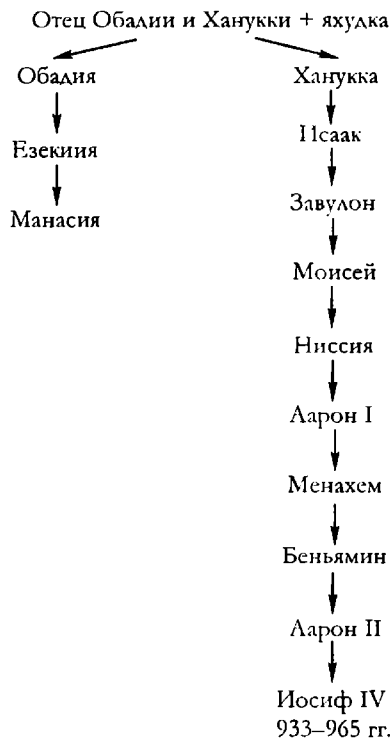 Отец Обадии и Ханукки + яхудка
Обадия
Ханукка
Исаак
Езекиия
Манасия
Завулон
Моисей
Ниссия
Аарон I
Менахем
Беньямин
Аарон II
Иосиф IV
933–965 гг.